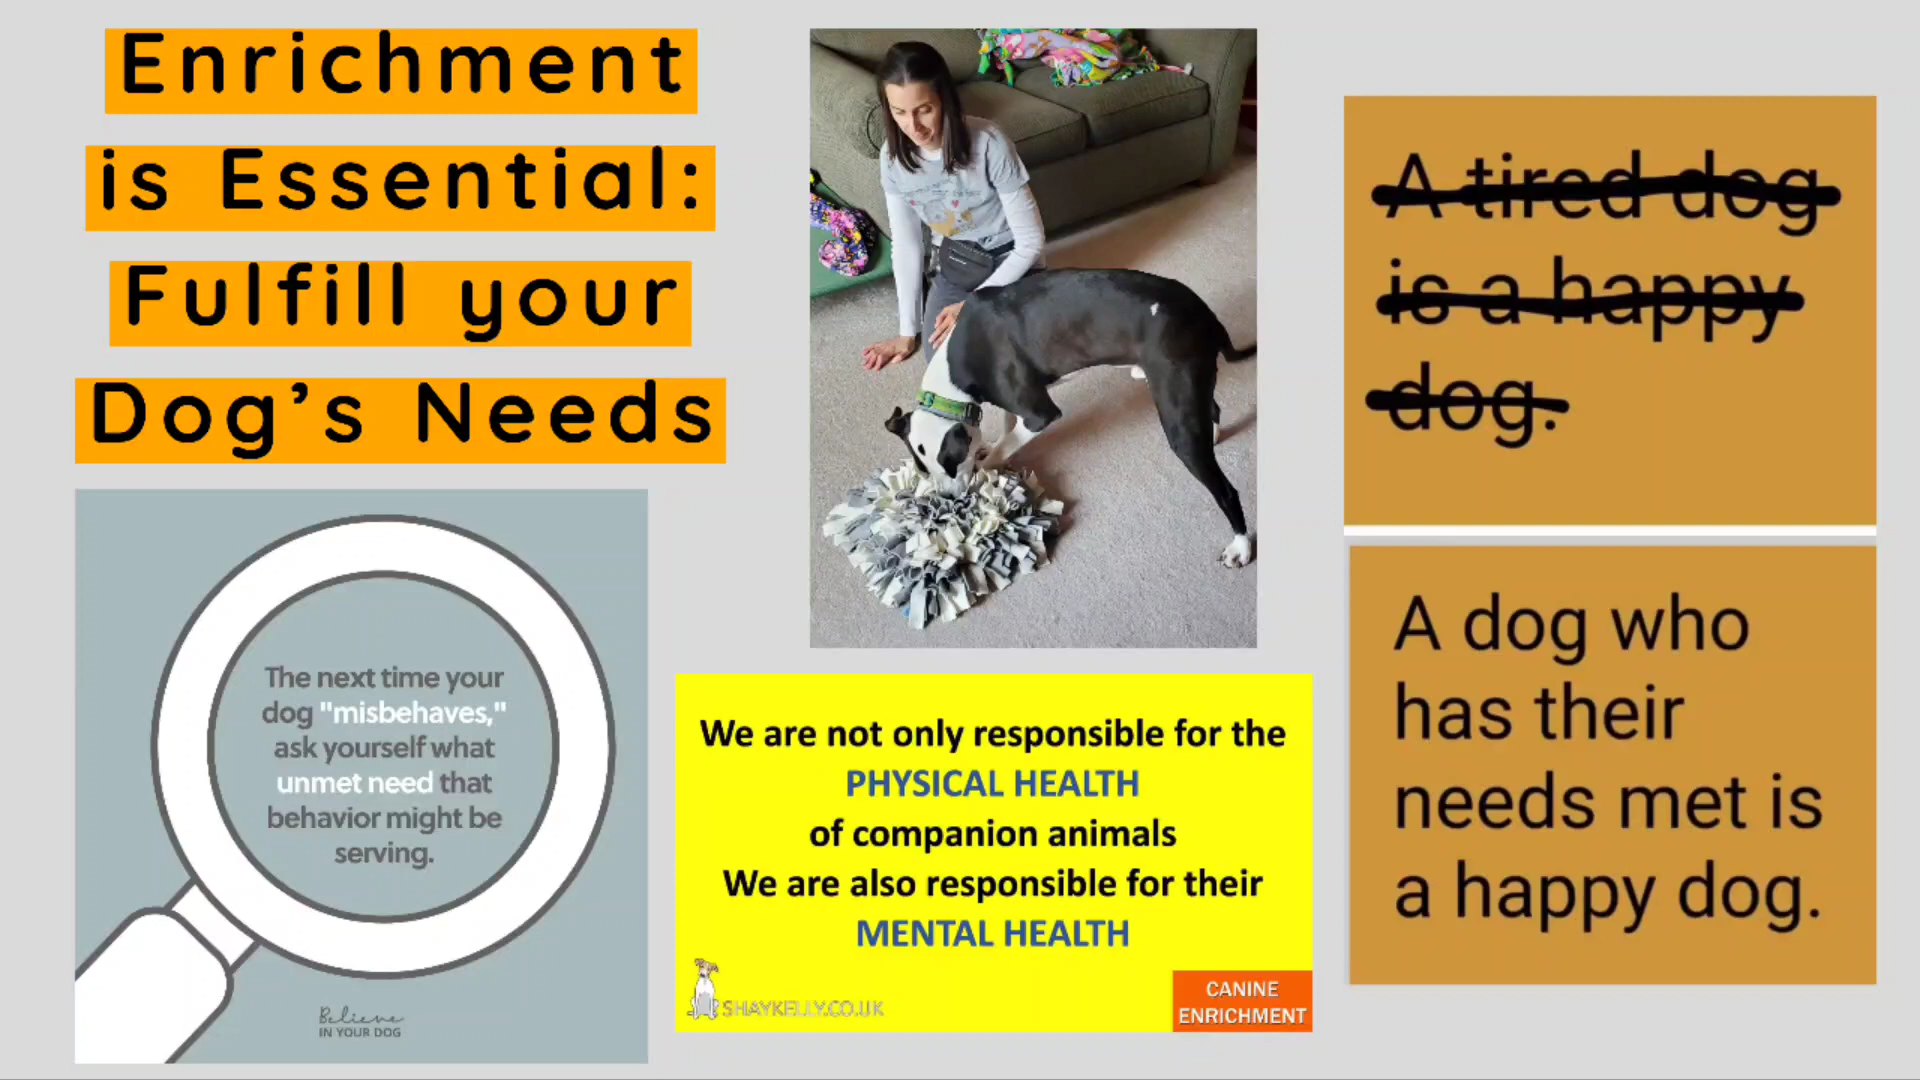 Enrichment
is Essential:
Fulfill your
Dog’s Needs
The next time your
dog "misbehaves,"
ask yourself what
unmet need that
behavior might be
serving.
Believe
IN YOUR DOG
We are not only responsible for the
PHYSICAL HEALTH
of companion animals
We are also responsible for their
MENTAL HEALTH
SHAYKELLY.CO.UK
CANINE
ENRICHMENT
A tired dog
is a happy
dog.
A dog who
has their
needs met is
a happy dog.